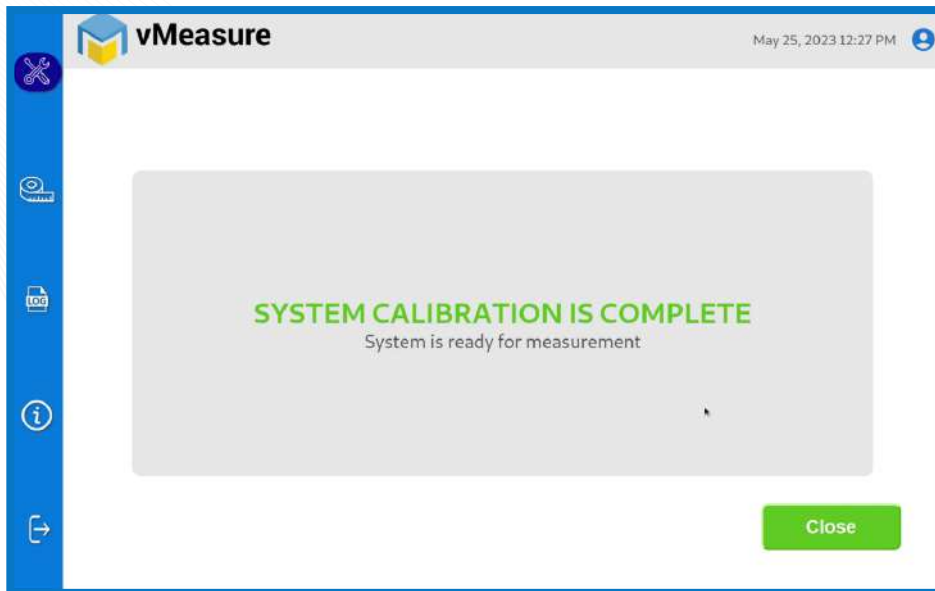 vMeasure
May 25, 2023 12:27 PM
LOG
SYSTEM CALIBRATION IS COMPLETE
System is ready for measurement
i
Close